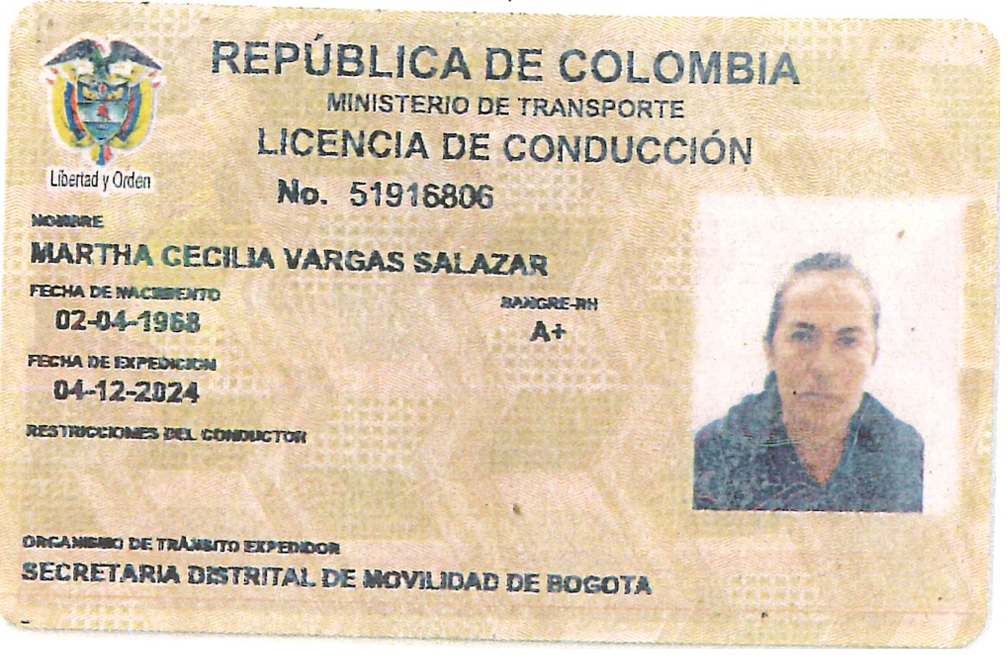 REPÚBLICA DE COLOMBIA
MINISTERIO DE TRANSPORTE
LICENCIA DE CONDUCCIÓN
Libertad y Orden
No. 51916806
NOMBRE
MARTHA CECILIA VARGAS SALAZAR
FECHA DE NACIMIENTO
02-04-1968
SANGRE-RH
A+
FECHA DE EXPEDICION
04-12-2024
RESTRICCIONES DEL CONDUCTOR
ORGANISMO DE TRÁNSITO EXPEDIDOR
SECRETARIA DISTRITAL DE MOVILIDAD DE BOGOTA